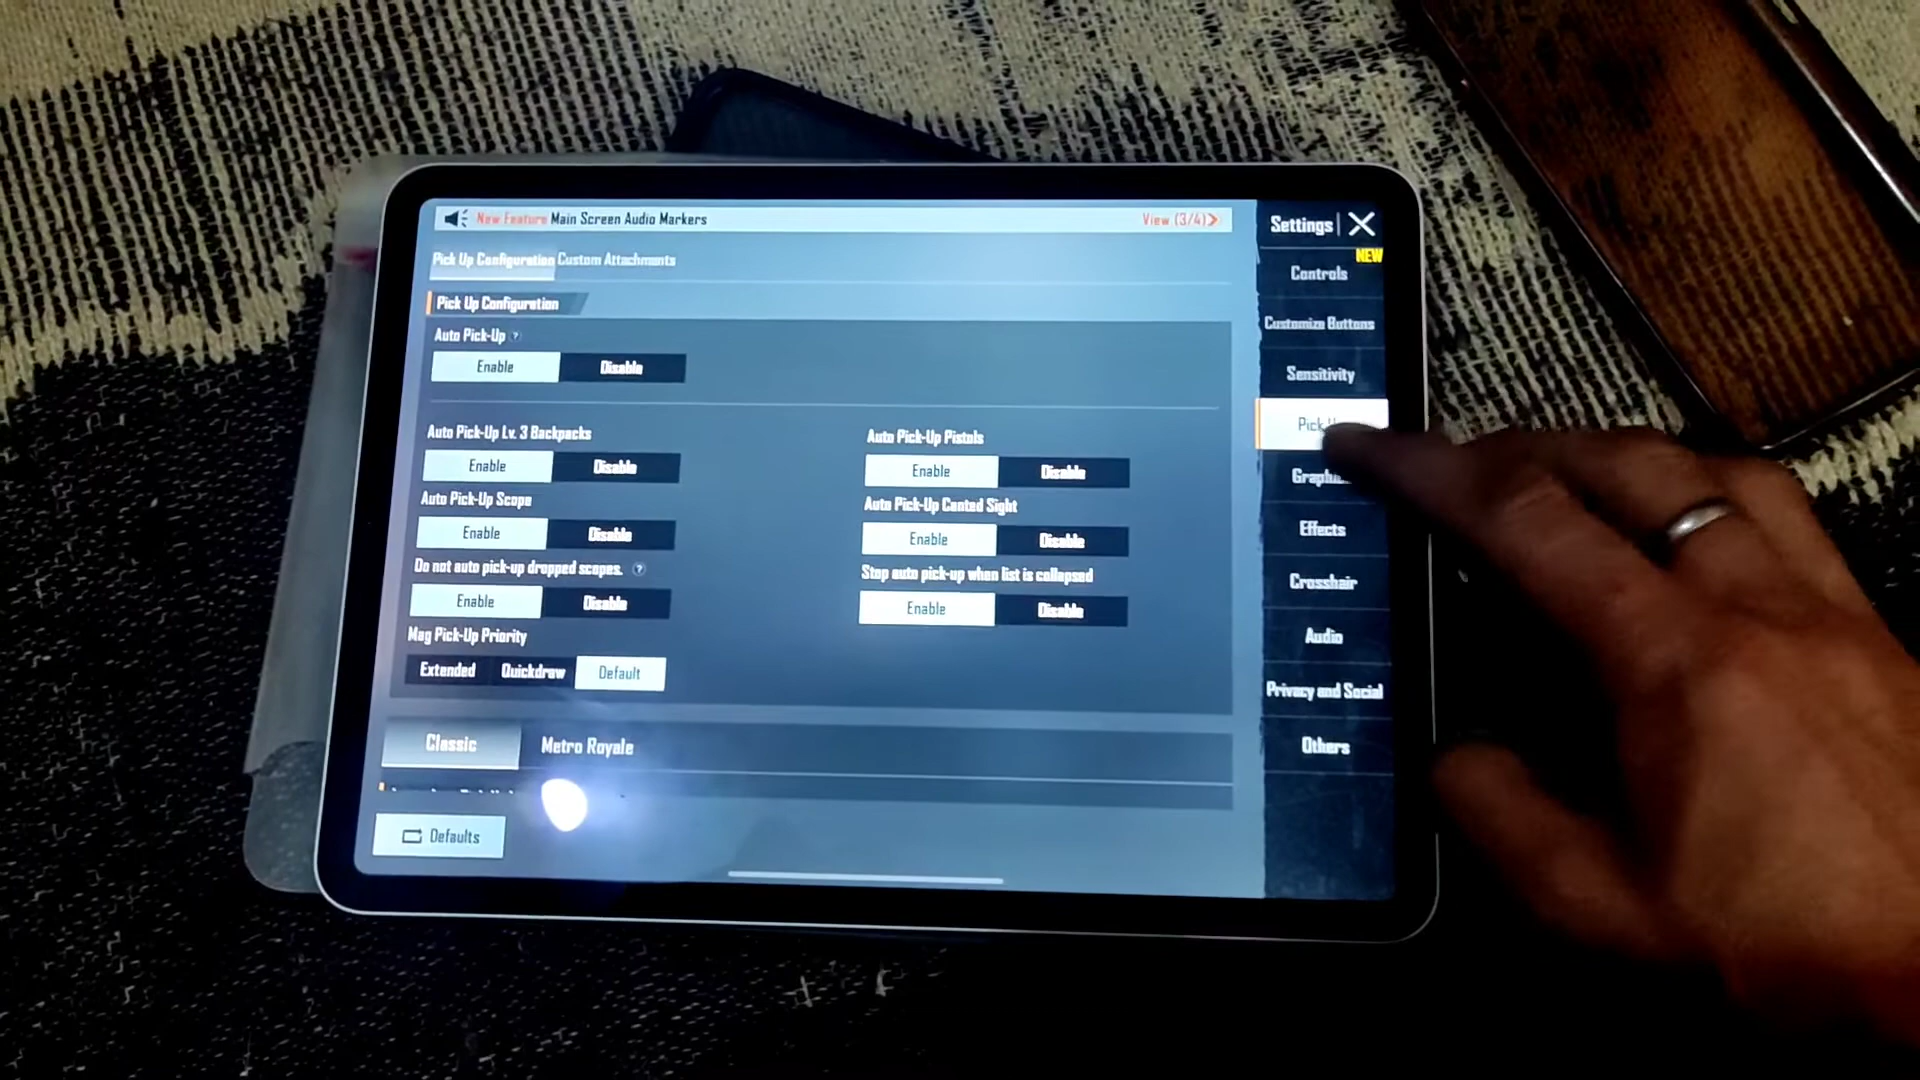 New Feature Main Screen Audio Markers
View (3/4)
Pick Up Configuration Custom Attachments
Pick Up Configuration
Auto Pick-Up ?
Enable Disable
Auto Pick-Up Lv. 3 Backpacks
Enable Disable
Auto Pick-Up Pistols
Enable Disable
Auto Pick-Up Scope
Enable Disable
Auto Pick-Up Canted Sight
Enable Disable
Do not auto pick-up dropped scopes. ?
Enable Disable
Stop auto pick-up when list is collapsed
Enable Disable
Mag Pick-Up Priority
Extended Quickdraw Default
Classic Metro Royale
Defaults
Settings
NEW
Controls
Customize Buttons
Sensitivity
Pick
Effects
Crosshair
Audio
Privacy and Social
Others